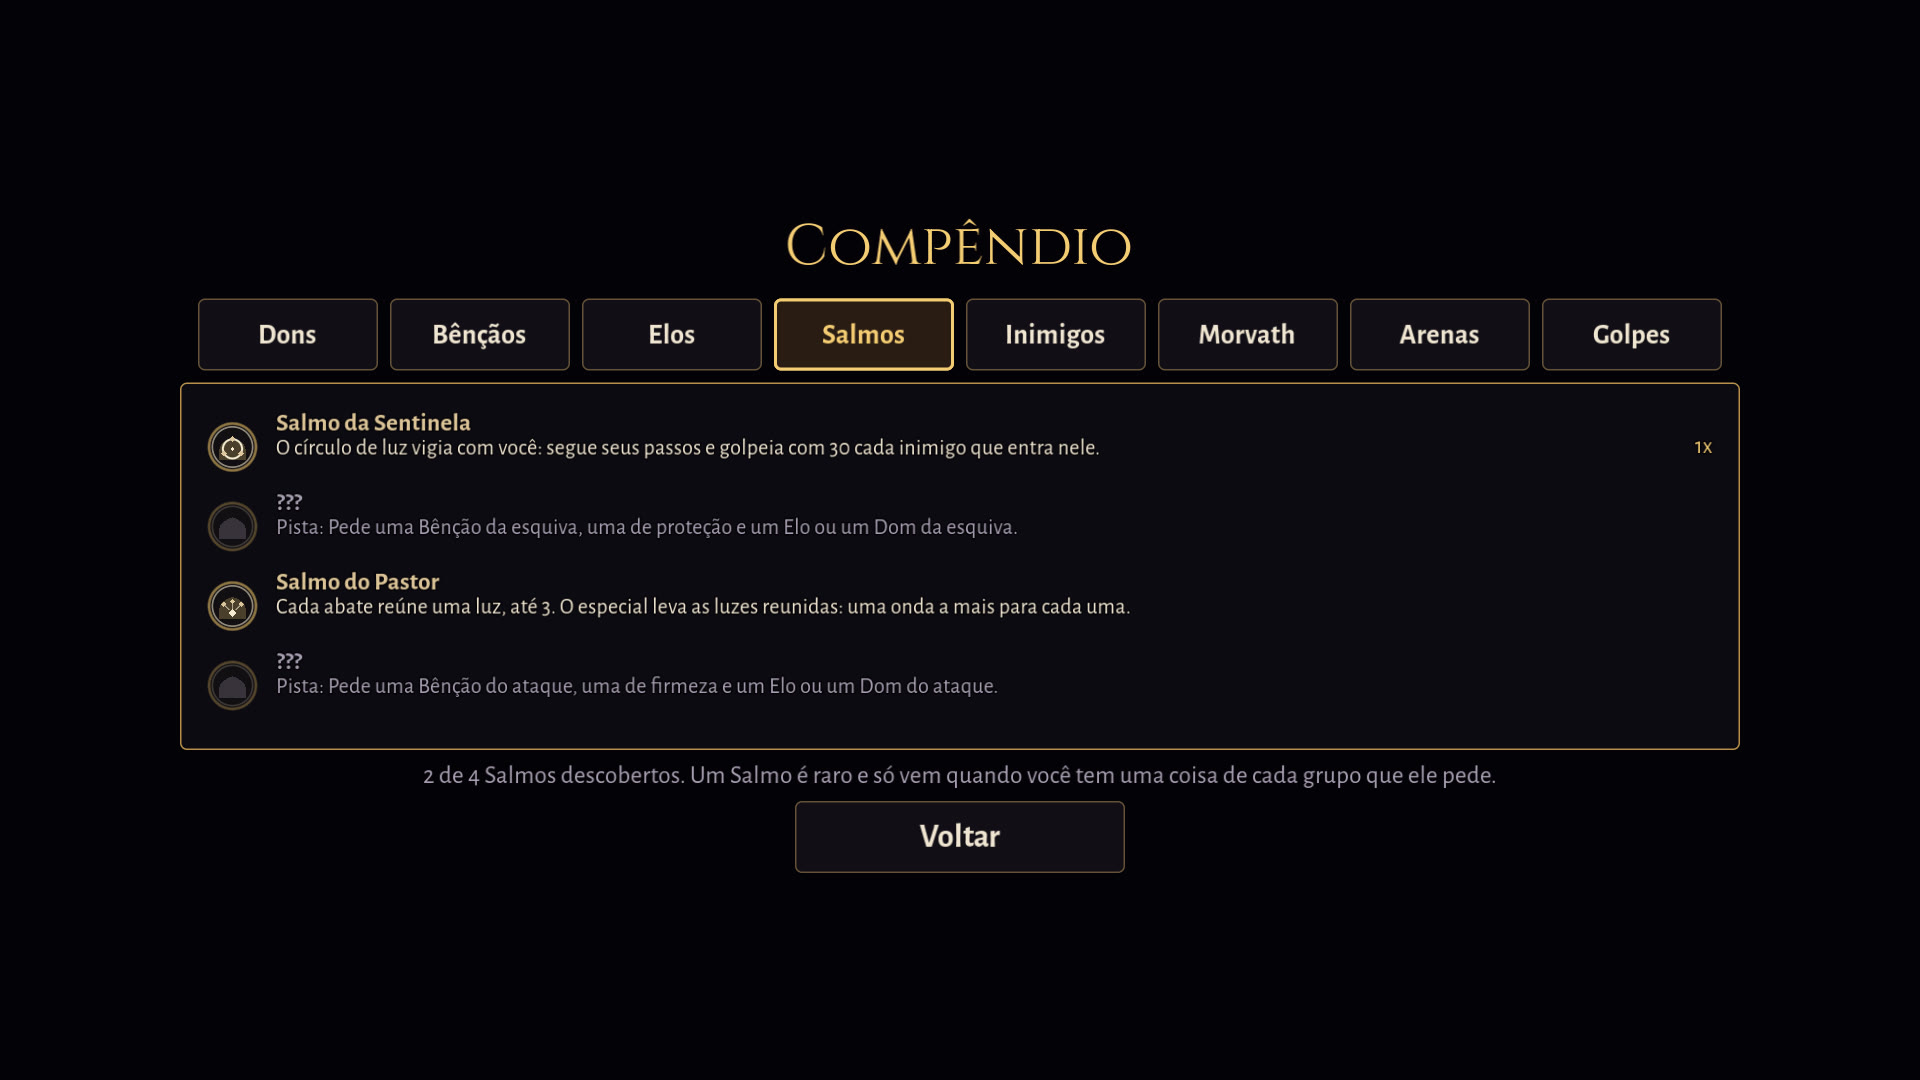 Compêndio
Dons
Bênçãos
Elos
Salmos
Inimigos
Morvath
Arenas
Golpes
Salmo da Sentinela
O círculo de luz vigia com você: segue seus passos e golpeia com 30 cada inimigo que entra nele.
1x
???
Pista: Pede uma Bênção da esquiva, uma de proteção e um Elo ou um Dom da esquiva.
Salmo do Pastor
Cada abate reúne uma luz, até 3. O especial leva as luzes reunidas: uma onda a mais para cada uma.
???
Pista: Pede uma Bênção do ataque, uma de firmeza e um Elo ou um Dom do ataque.
2 de 4 Salmos descobertos. Um Salmo é raro e só vem quando você tem uma coisa de cada grupo que ele pede.
Voltar